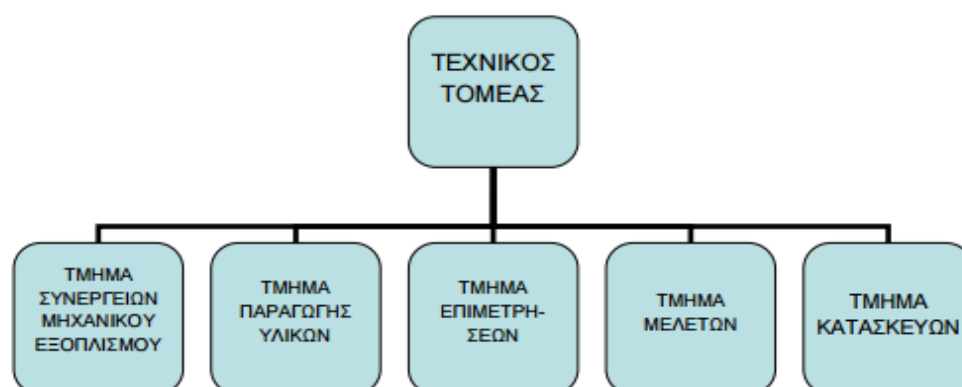 ΤΕΧΝΙΚΟΣ
ΤΟΜΕΑΣ
ΤΜΗΜΑ
ΣΥΝΕΡΓΕΙΩΝ
ΜΗΧΑΝΙΚΟΥ
ΕΞΟΠΛΙΣΜΟΥ
ΤΜΗΜΑ
ΠΑΡΑΓΩΓΗΣ
ΥΛΙΚΩΝ
ΤΜΗΜΑ
ΕΠΙΜΕΤΡΗ-
ΣΕΩΝ
ΤΜΗΜΑ
ΜΕΛΕΤΩΝ
ΤΜΗΜΑ
ΚΑΤΑΣΚΕΥΩΝ